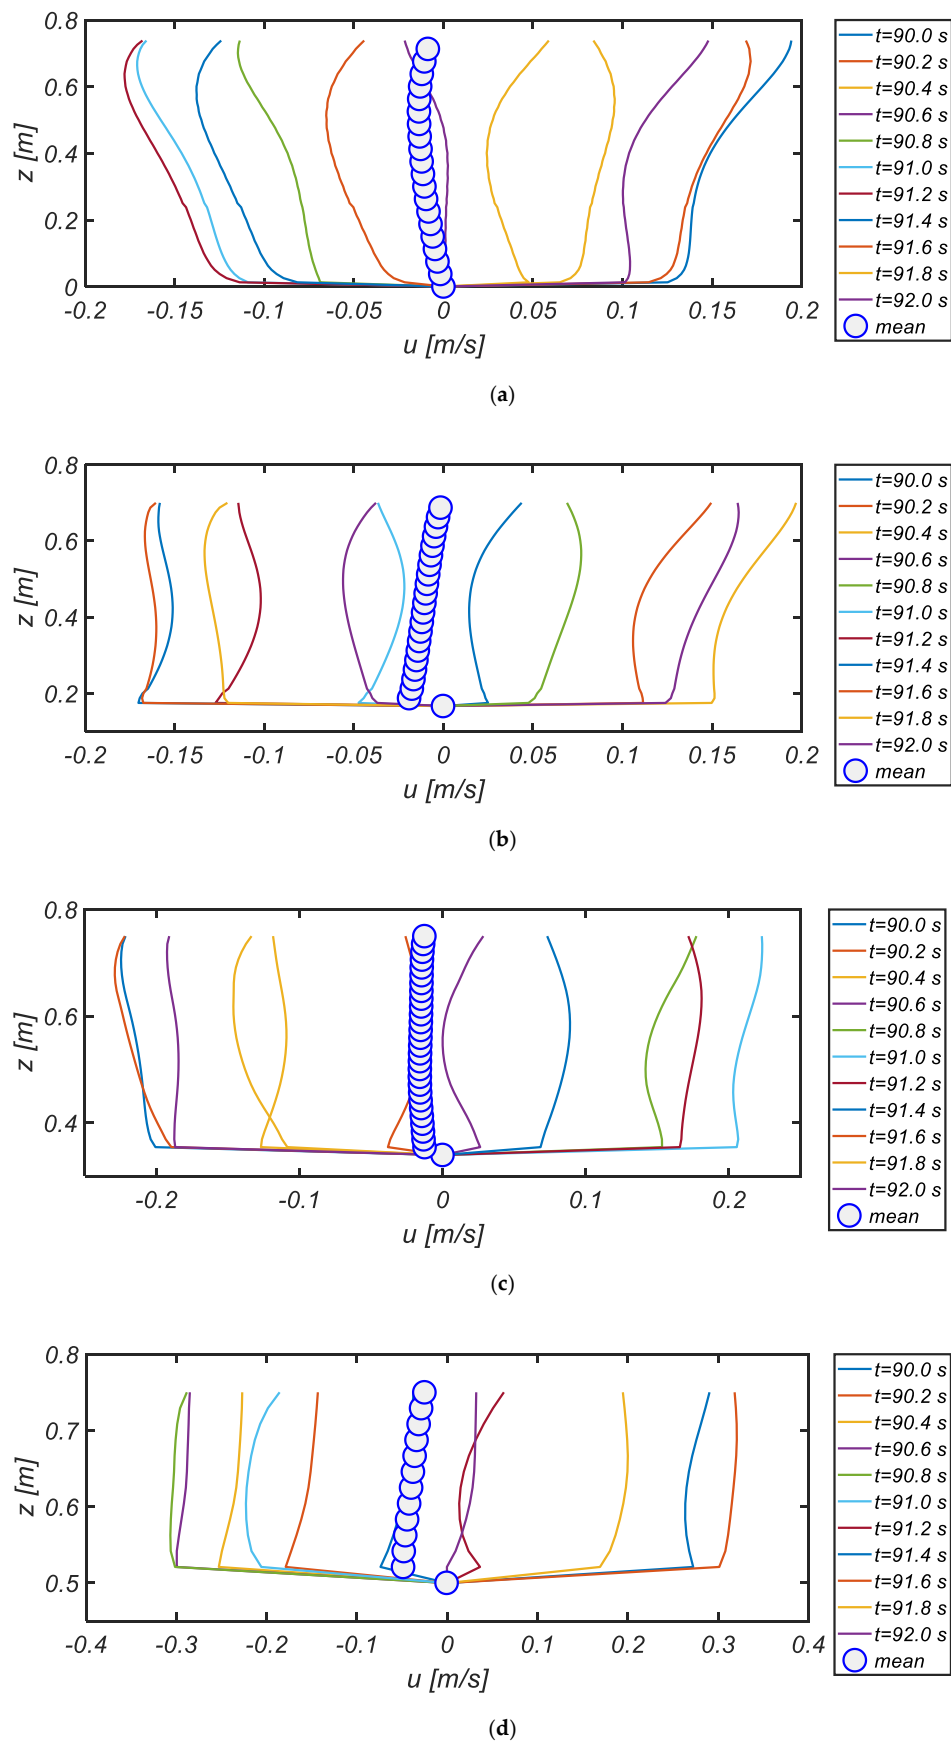 0.8
0.6
0.4
0.2
0
z [m]
-0.2 -0.15 -0.1 -0.05 0 0.05 0.1 0.15 0.2
u [m/s]
t=90.0 s
t=90.2 s
t=90.4 s
t=90.6 s
t=90.8 s
t=91.0 s
t=91.2 s
t=91.4 s
t=91.6 s
t=91.8 s
t=92.0 s
mean
(a)
0.8
0.6
0.4
0.2
z [m]
-0.2 -0.15 -0.1 -0.05 0 0.05 0.1 0.15 0.2
u [m/s]
t=90.0 s
t=90.2 s
t=90.4 s
t=90.6 s
t=90.8 s
t=91.0 s
t=91.2 s
t=91.4 s
t=91.6 s
t=91.8 s
t=92.0 s
mean
(b)
0.8
0.6
0.4
z [m]
-0.2 -0.1 0 0.1 0.2
u [m/s]
t=90.0 s
t=90.2 s
t=90.4 s
t=90.6 s
t=90.8 s
t=91.0 s
t=91.2 s
t=91.4 s
t=91.6 s
t=91.8 s
t=92.0 s
mean
(c)
0.8
0.7
0.6
0.5
z [m]
-0.4 -0.3 -0.2 -0.1 0 0.1 0.2 0.3 0.4
u [m/s]
t=90.0 s
t=90.2 s
t=90.4 s
t=90.6 s
t=90.8 s
t=91.0 s
t=91.2 s
t=91.4 s
t=91.6 s
t=91.8 s
t=92.0 s
mean
(d)